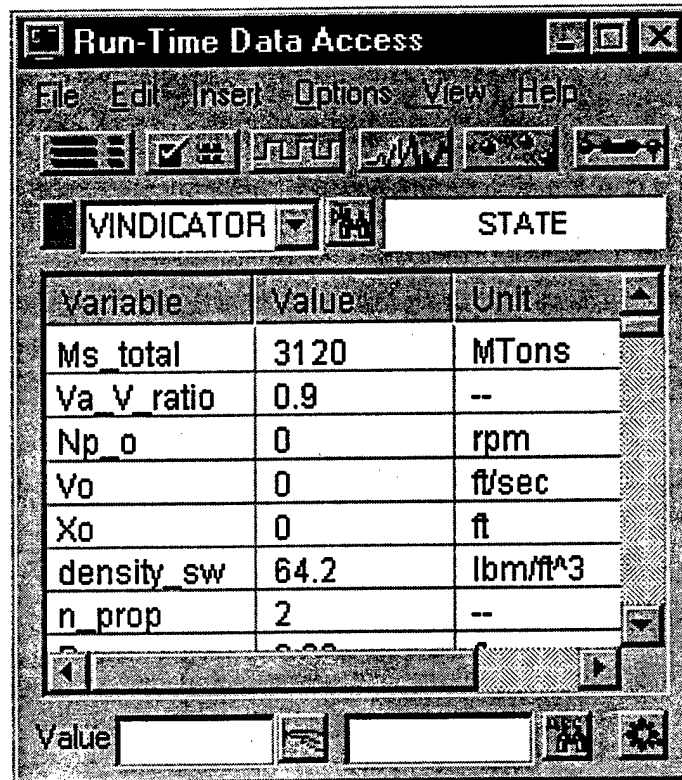 Run-Time Data Access
File Edit Insert Options View Help
VINDICATOR STATE
Variable Value Unit
Ms_total 3120 MTons
Va_V_ratio 0.9 --
Np_o 0 rpm
Vo 0 ft/sec
Xo 0 ft
density_sw 64.2 lbm/ft^3
n_prop 2 --
Value